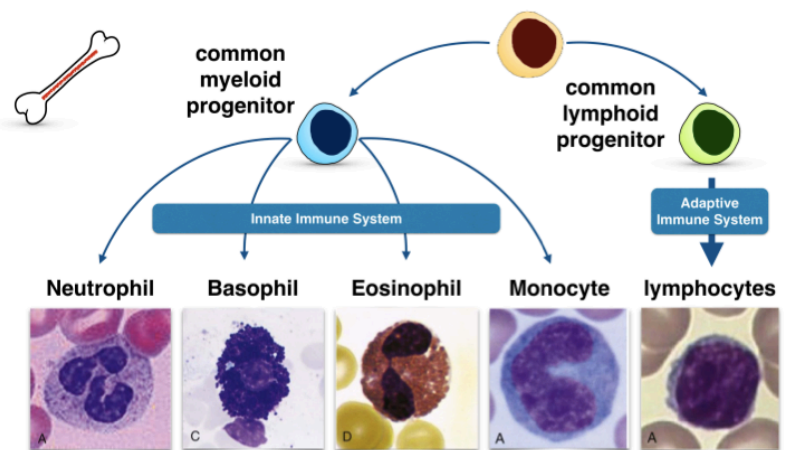 common
myeloid
progenitor
common
lymphoid
progenitor
Innate Immune System
Adaptive
Immune System
Neutrophil
Basophil
Eosinophil
Monocyte
lymphocytes
A
C
D
A
A